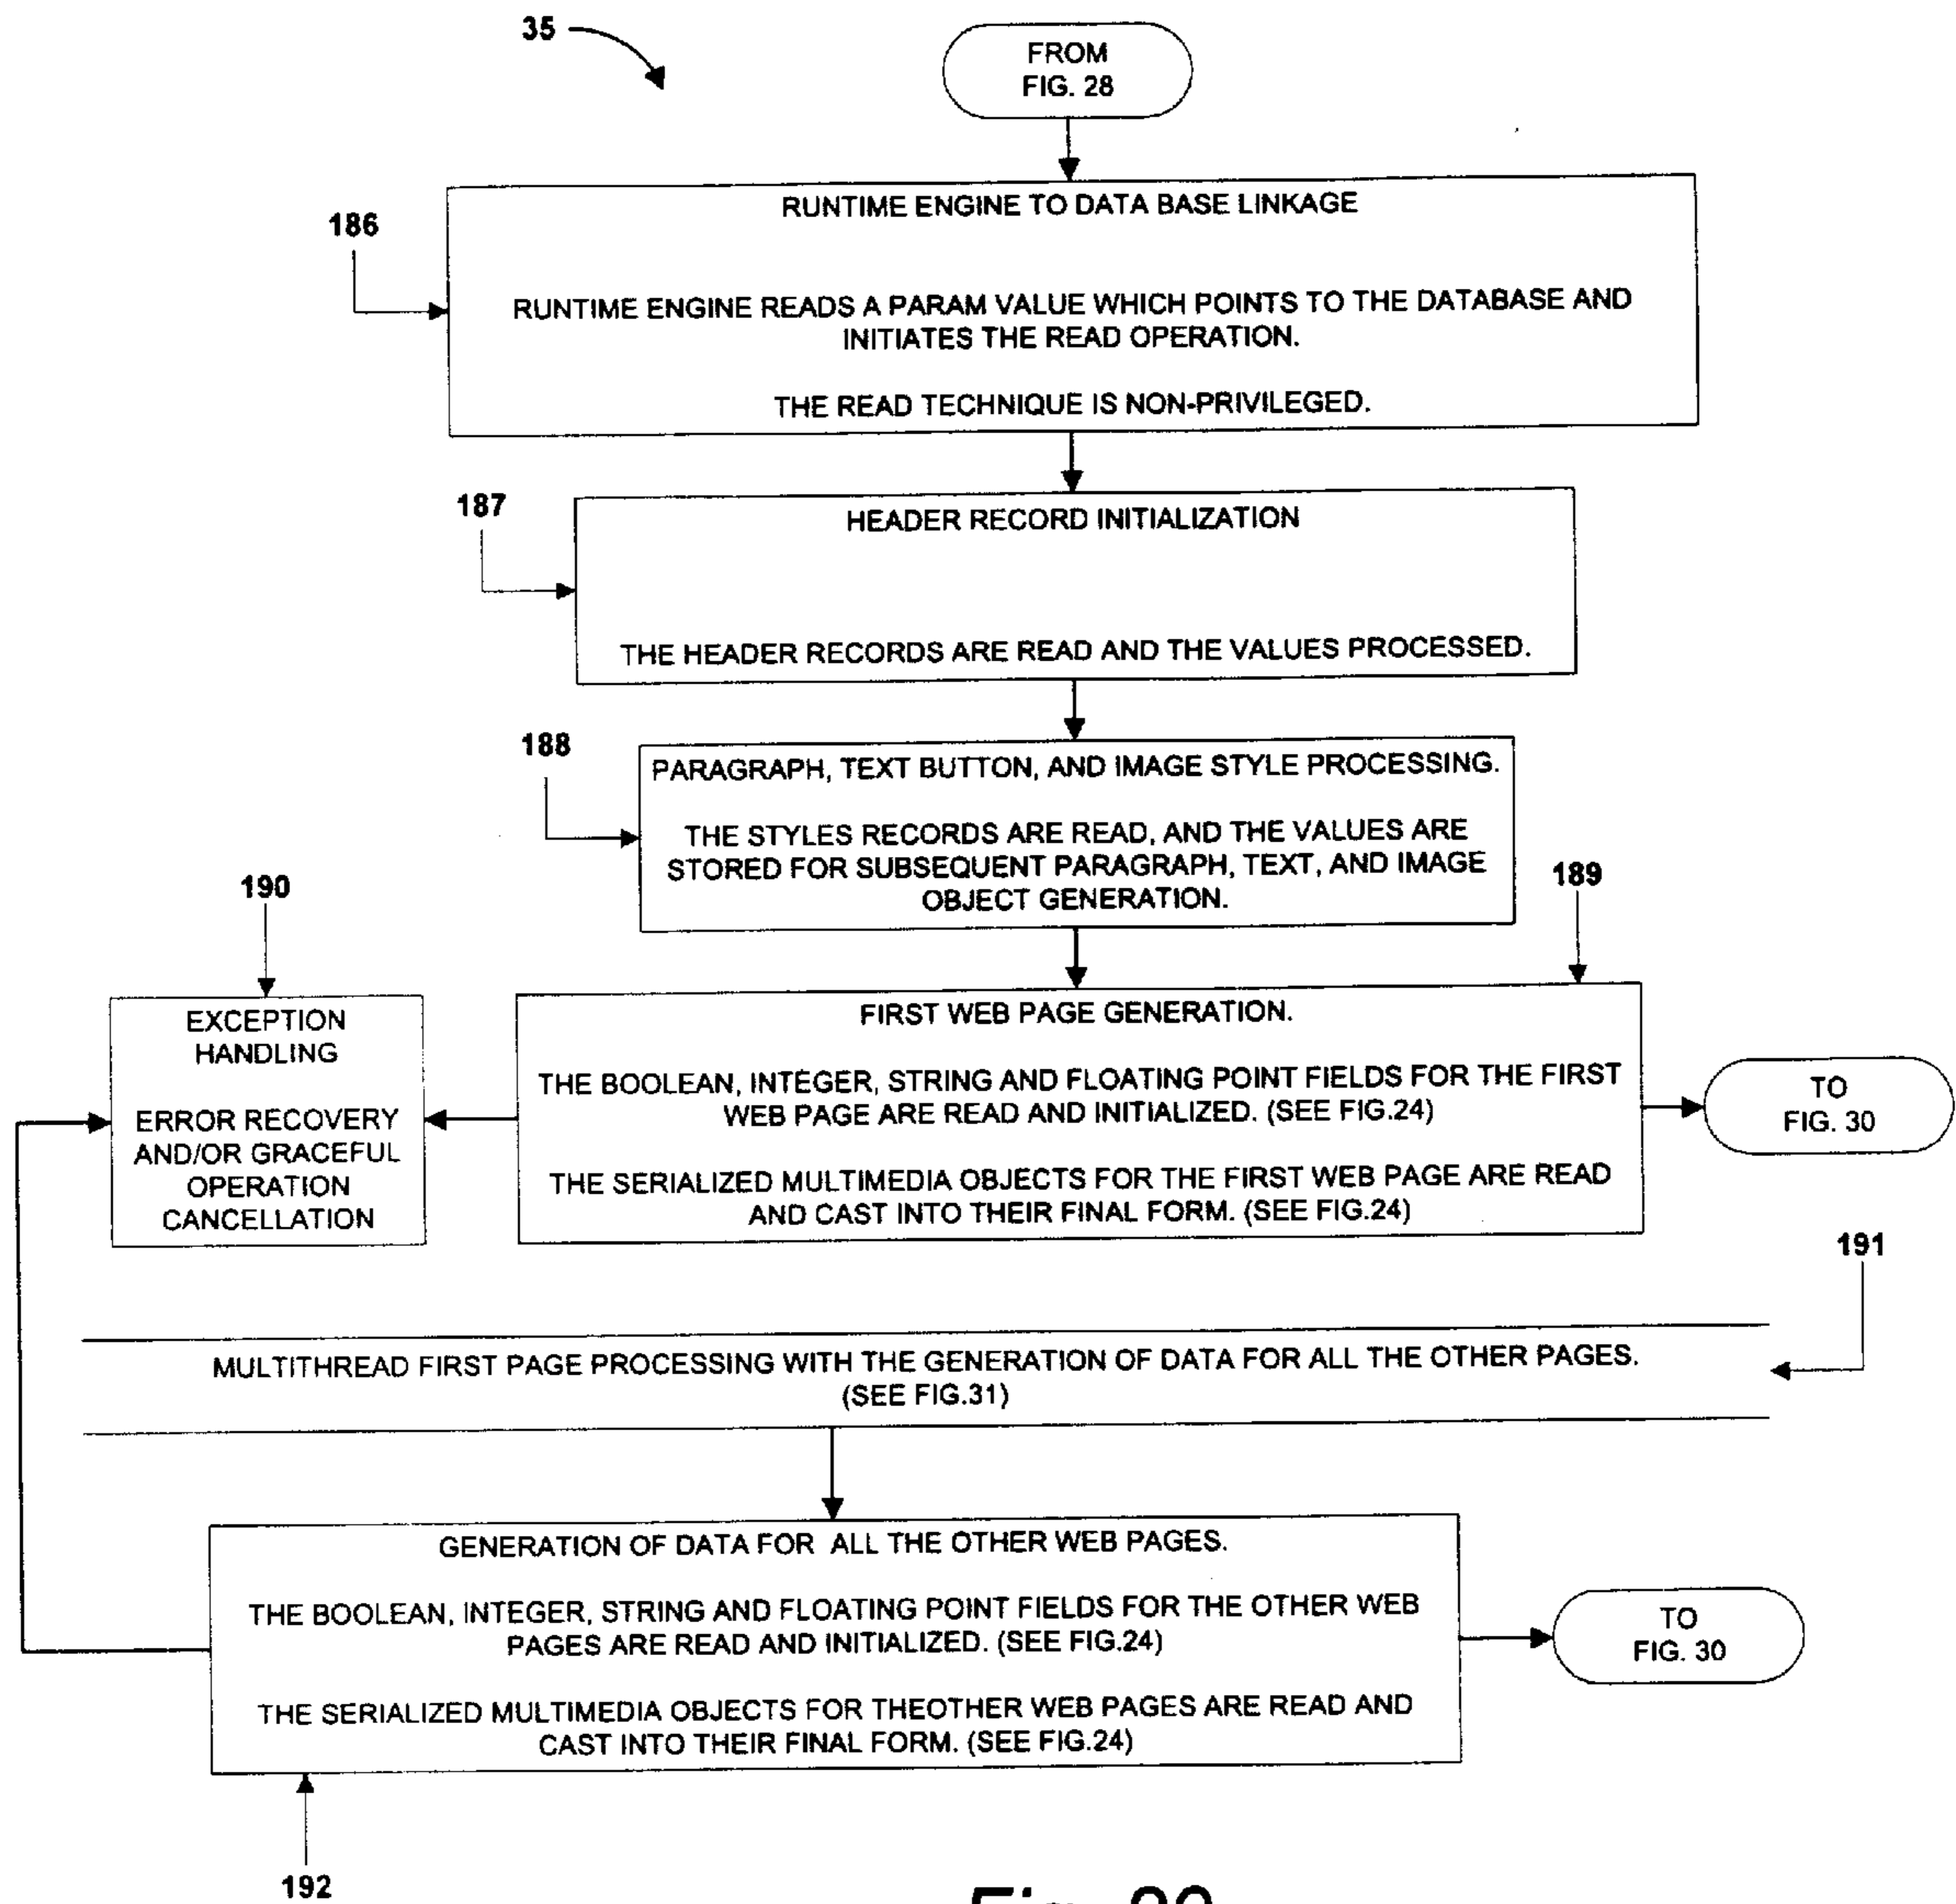 35
FROM
FIG. 28
186
RUNTIME ENGINE TO DATA BASE LINKAGE
RUNTIME ENGINE READS A PARAM VALUE WHICH POINTS TO THE DATABASE AND
INITIATES THE READ OPERATION.
THE READ TECHNIQUE IS NON-PRIVILEGED.
187
HEADER RECORD INITIALIZATION
THE HEADER RECORDS ARE READ AND THE VALUES PROCESSED.
188
PARAGRAPH, TEXT BUTTON, AND IMAGE STYLE PROCESSING.
THE STYLES RECORDS ARE READ, AND THE VALUES ARE
STORED FOR SUBSEQUENT PARAGRAPH, TEXT, AND IMAGE
OBJECT GENERATION.
190
189
EXCEPTION
HANDLING
ERROR RECOVERY
AND/OR GRACEFUL
OPERATION
CANCELLATION
FIRST WEB PAGE GENERATION.
THE BOOLEAN, INTEGER, STRING AND FLOATING POINT FIELDS FOR THE FIRST
WEB PAGE ARE READ AND INITIALIZED. (SEE FIG.24)
THE SERIALIZED MULTIMEDIA OBJECTS FOR THE FIRST WEB PAGE ARE READ
AND CAST INTO THEIR FINAL FORM. (SEE FIG.24)
TO
FIG. 30
191
MULTITHREAD FIRST PAGE PROCESSING WITH THE GENERATION OF DATA FOR ALL THE OTHER PAGES.
(SEE FIG.31)
GENERATION OF DATA FOR ALL THE OTHER WEB PAGES.
THE BOOLEAN, INTEGER, STRING AND FLOATING POINT FIELDS FOR THE OTHER WEB
PAGES ARE READ AND INITIALIZED. (SEE FIG.24)
THE SERIALIZED MULTIMEDIA OBJECTS FOR THEOTHER WEB PAGES ARE READ AND
CAST INTO THEIR FINAL FORM. (SEE FIG.24)
TO
FIG. 30
192
Fig.